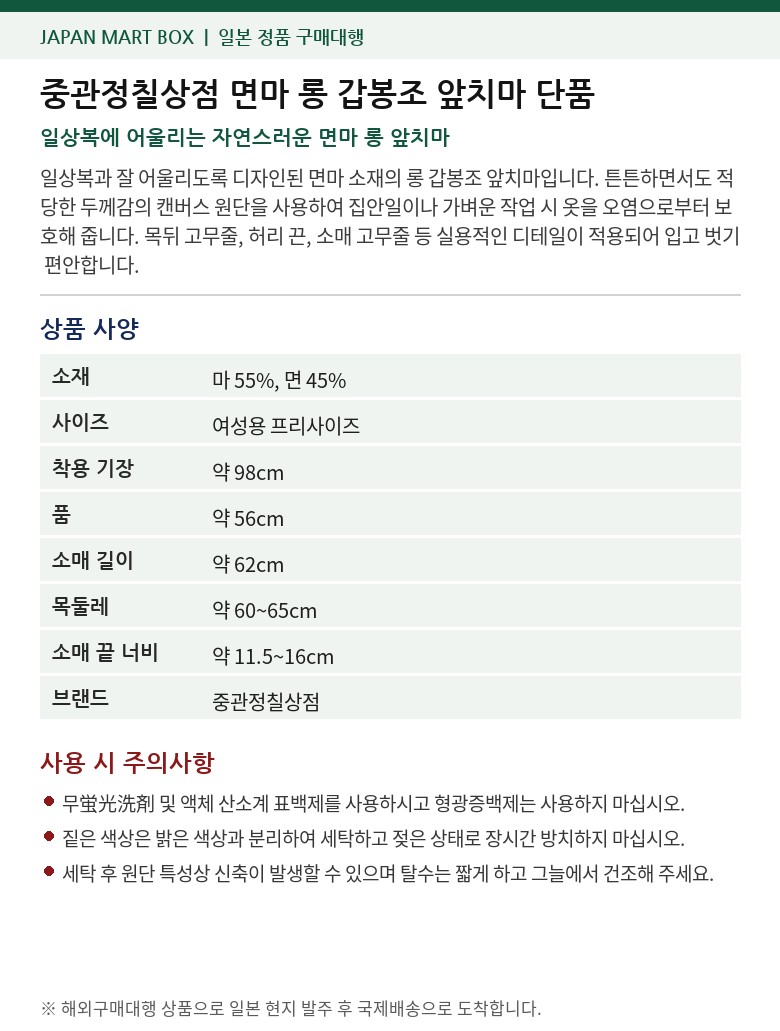 JAPAN MART BOX | 일본 정품 구매대행
중관정칠상점 면마 롱 갑봉조 앞치마 단품
일상복에 어울리는 자연스러운 면마 롱 앞치마
일상복과 잘 어울리도록 디자인된 면마 소재의 롱 갑봉조 앞치마입니다. 튼튼하면서도 적
당한 두께감의 캔버스 원단을 사용하여 집안일이나 가벼운 작업 시 옷을 오염으로부터 보
호해 줍니다. 목뒤 고무줄, 허리 끈, 소매 고무줄 등 실용적인 디테일이 적용되어 입고 벗기
편안합니다.
상품 사양
소재 마 55%, 면 45%
사이즈 여성용 프리사이즈
착용 기장 약 98cm
품 약 56cm
소매 길이 약 62cm
목둘레 약 60~65cm
소매 끝 너비 약 11.5~16cm
브랜드 중관정칠상점
사용 시 주의사항
● 무蛍光洗剤 및 액체 산소계 표백제를 사용하시고 형광증백제는 사용하지 마십시오.
● 짙은 색상은 밝은 색상과 분리하여 세탁하고 젖은 상태로 장시간 방치하지 마십시오.
● 세탁 후 원단 특성상 신축이 발생할 수 있으며 탈수는 짧게 하고 그늘에서 건조해 주세요.
※ 해외구매대행 상품으로 일본 현지 발주 후 국제배송으로 도착합니다.